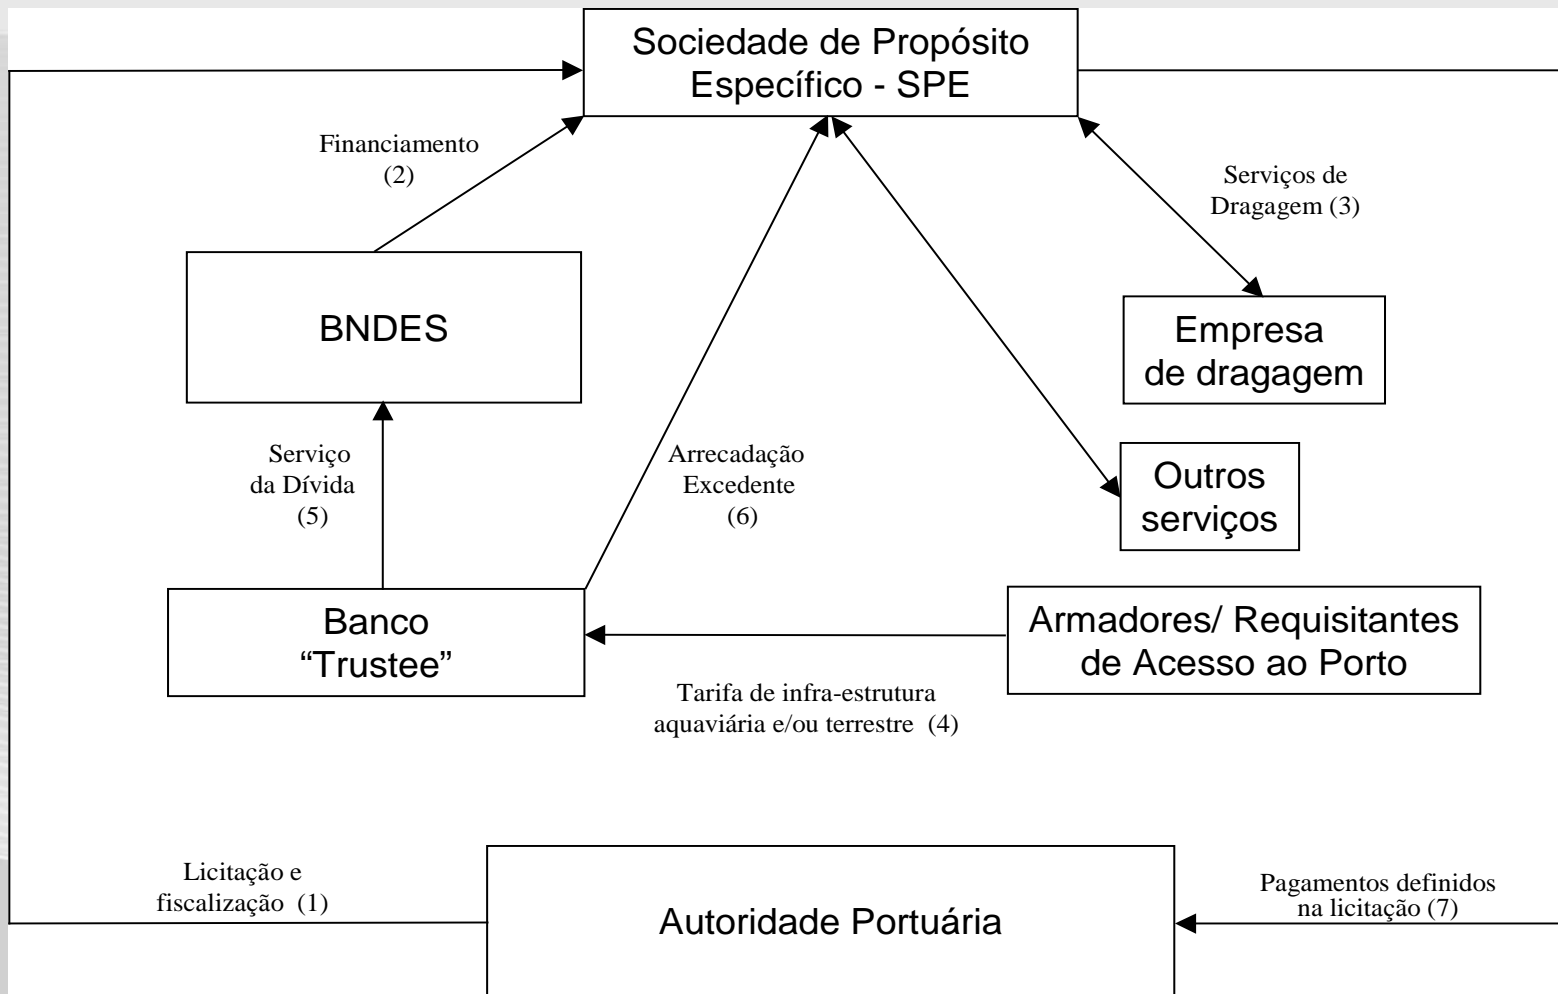 Sociedade de Propósito
Específico - SPE
Financiamento
(2)
Serviços de
Dragagem (3)
BNDES
Empresa
de dragagem
Serviço
da Dívida
(5)
Arrecadação
Excedente
(6)
Outros
serviços
Banco
“Trustee”
Armadores/ Requisitantes
de Acesso ao Porto
Tarifa de infra-estrutura
aquaviária e/ou terrestre (4)
Licitação e
fiscalização (1)
Autoridade Portuária
Pagamentos definidos
na licitação (7)